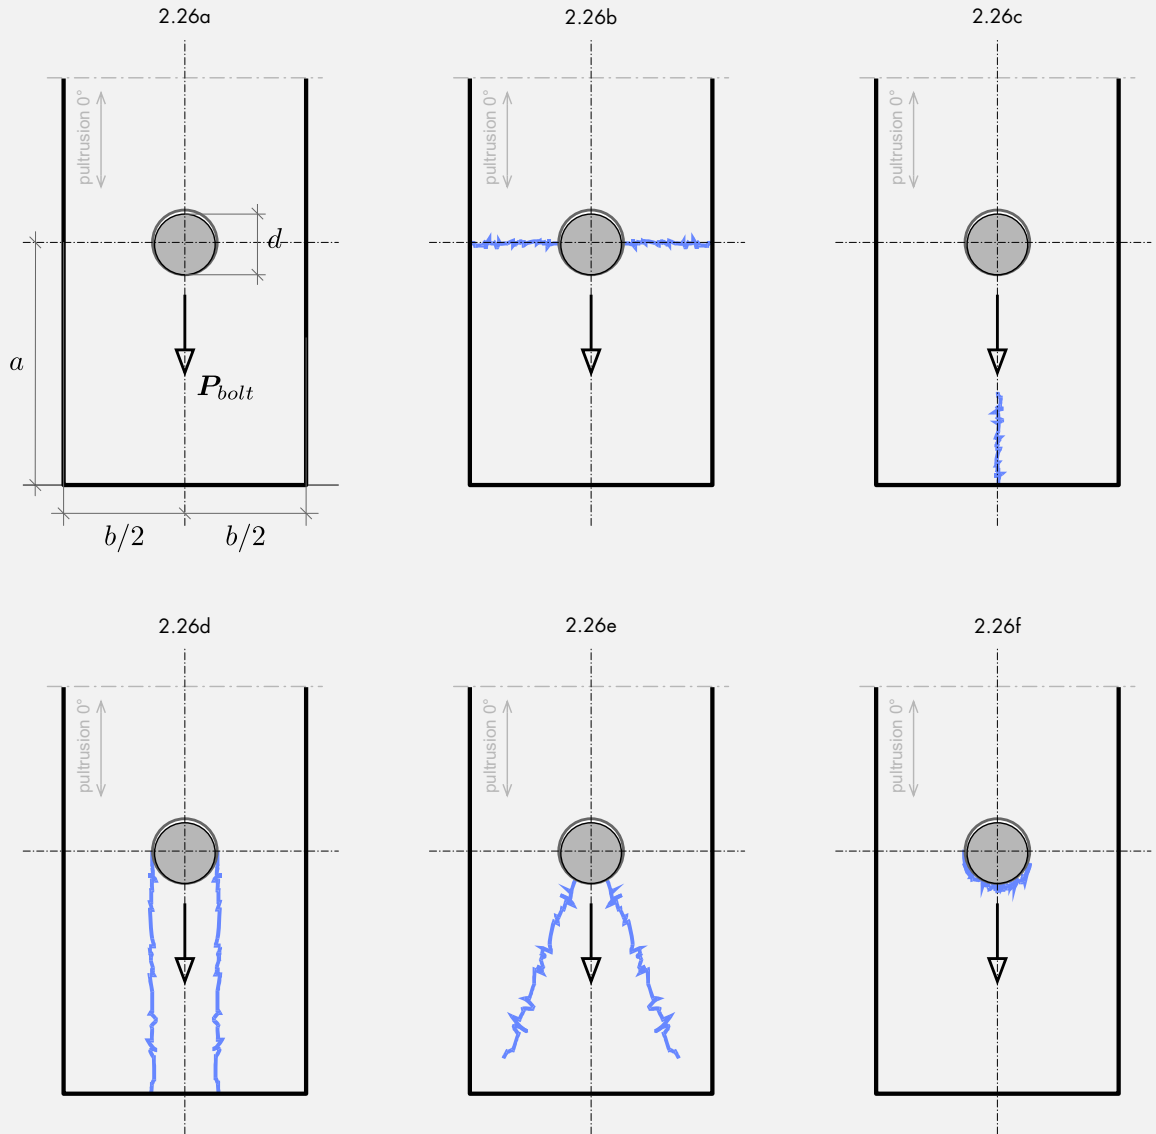 2.26a
2.26b
2.26c
pultrusion 0°
pultrusion 0°
pultrusion 0°
d
a
P_bolt
b/2
b/2
2.26d
2.26e
2.26f
pultrusion 0°
pultrusion 0°
pultrusion 0°